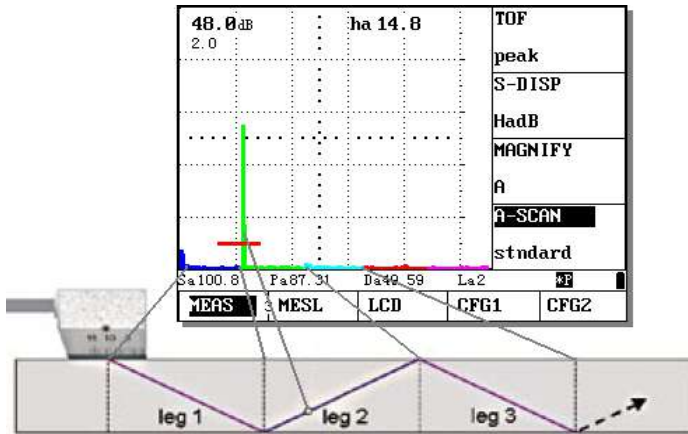 48.0dB ha 14.8
2.0
TOF
peak
S-DISP
HadB
MAGNIFY
A
A-SCAN
stndard
Sa100.8 Pa87.31 Da49.59 La2 *P
MEAS 3 MESL LCD CFG1 CFG2
leg 1 leg 2 leg 3